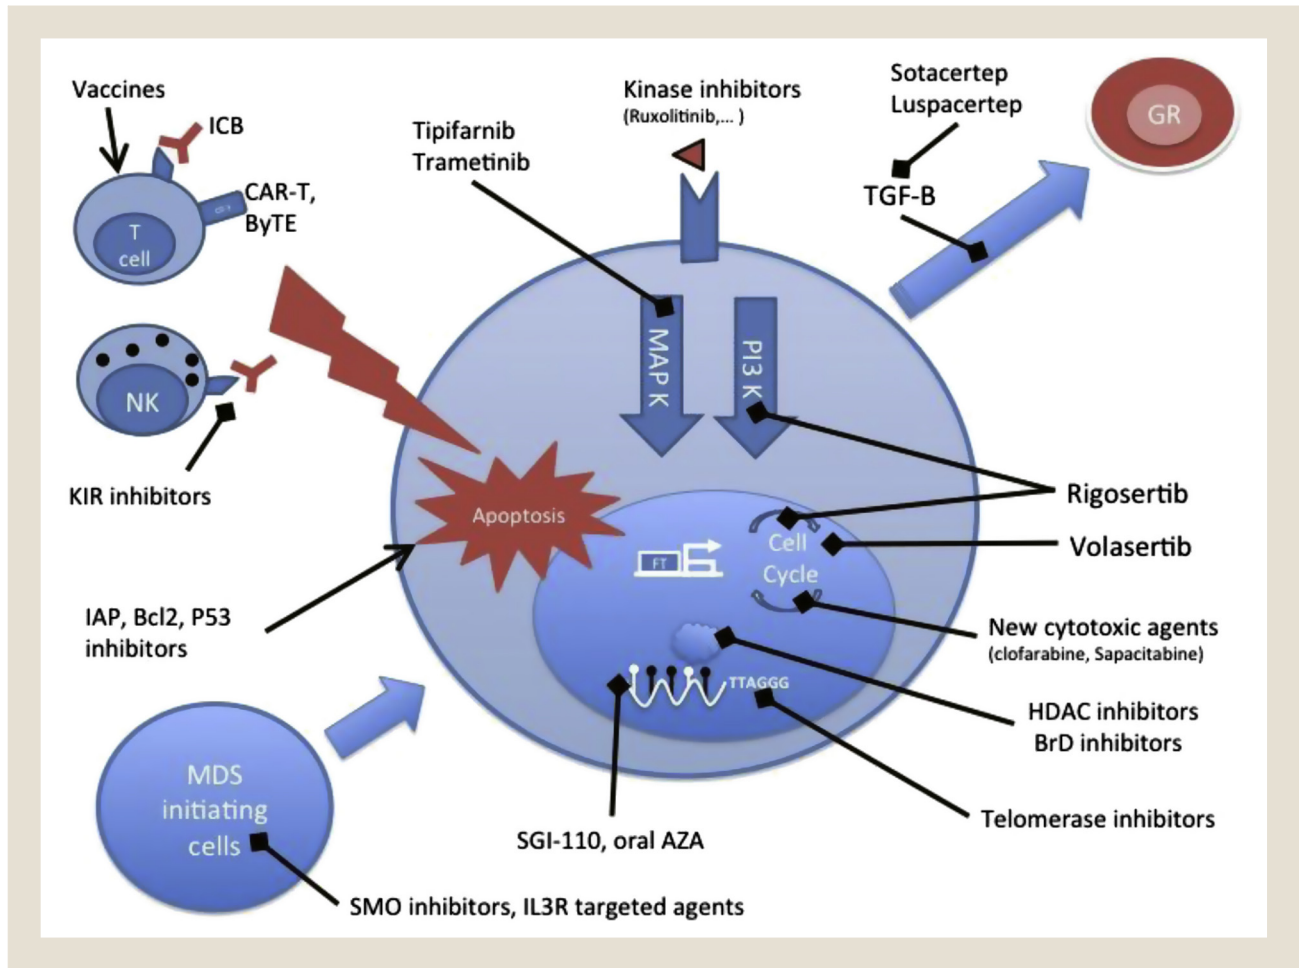 Vaccines
ICB
CAR-T,
ByTE
T
cell
NK
KIR inhibitors
Tipifarnib
Trametinib
Kinase inhibitors
(Ruxolitinib,... )
Sotacertep
Luspacertep
TGF-B
GR
MAP K
PI3 K
Apoptosis
Rigosertib
Volasertib
FT
Cell
Cycle
IAP, Bcl2, P53
inhibitors
New cytotoxic agents
(clofarabine, Sapacitabine)
TTAGGG
HDAC inhibitors
BrD inhibitors
Telomerase inhibitors
MDS
initiating
cells
SGI-110, oral AZA
SMO inhibitors, IL3R targeted agents